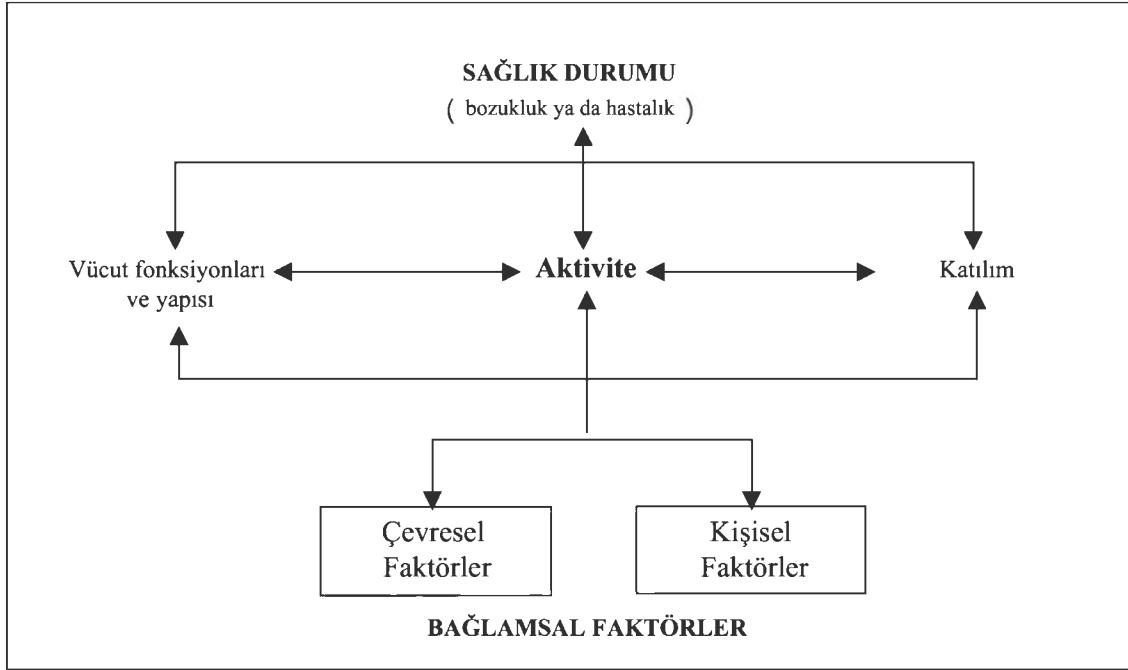 SAĞLIK DURUMU
( bozukluk ya da hastalık )
Vücut fonksiyonları
ve yapısı
Aktivite
Katılım
Çevresel
Faktörler
Kişisel
Faktörler
BAĞLAMSAL FAKTÖRLER